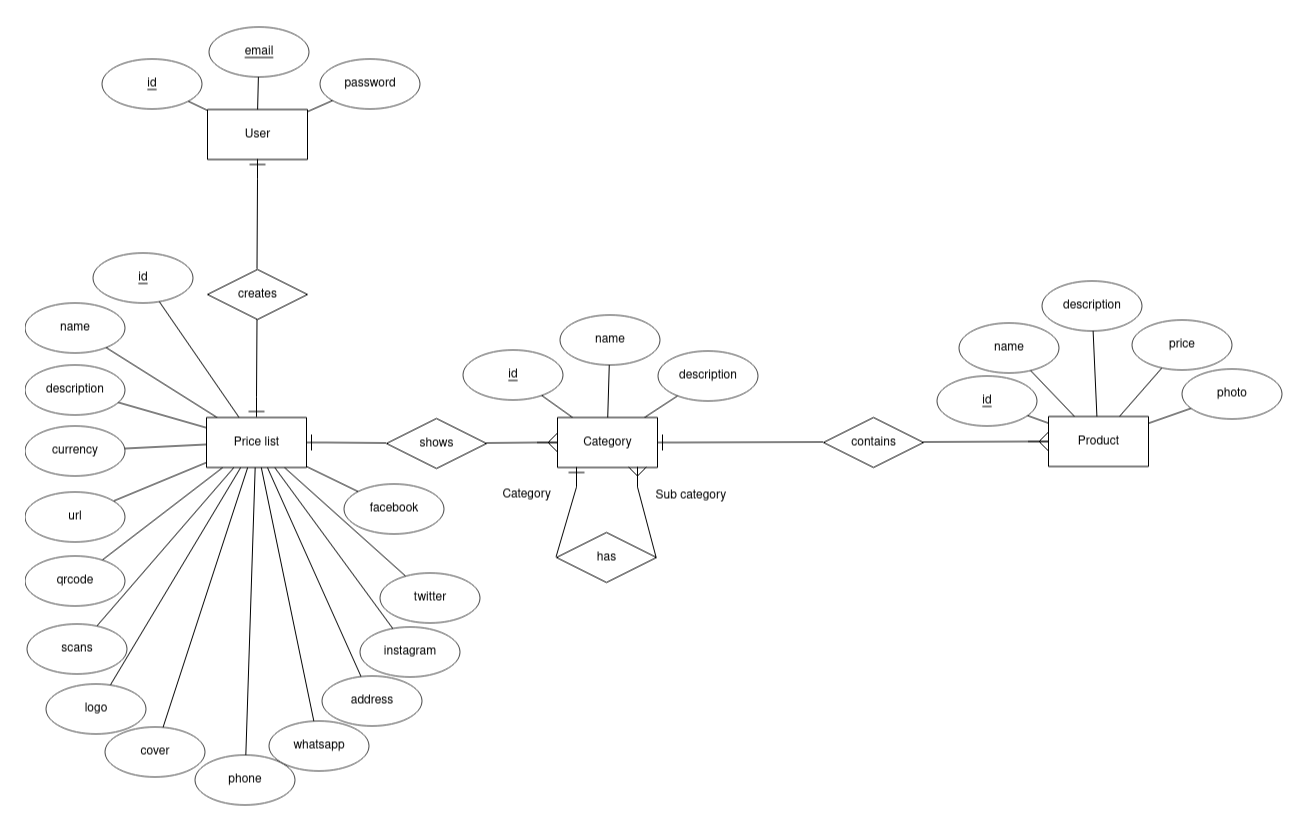 email
id
password
User
id
creates
description
name
name
price
name
id
description
description
photo
id
currency
Price list
shows
Category
contains
Product
Category
Sub category
facebook
url
has
qrcode
twitter
scans
instagram
logo
address
cover
whatsapp
phone